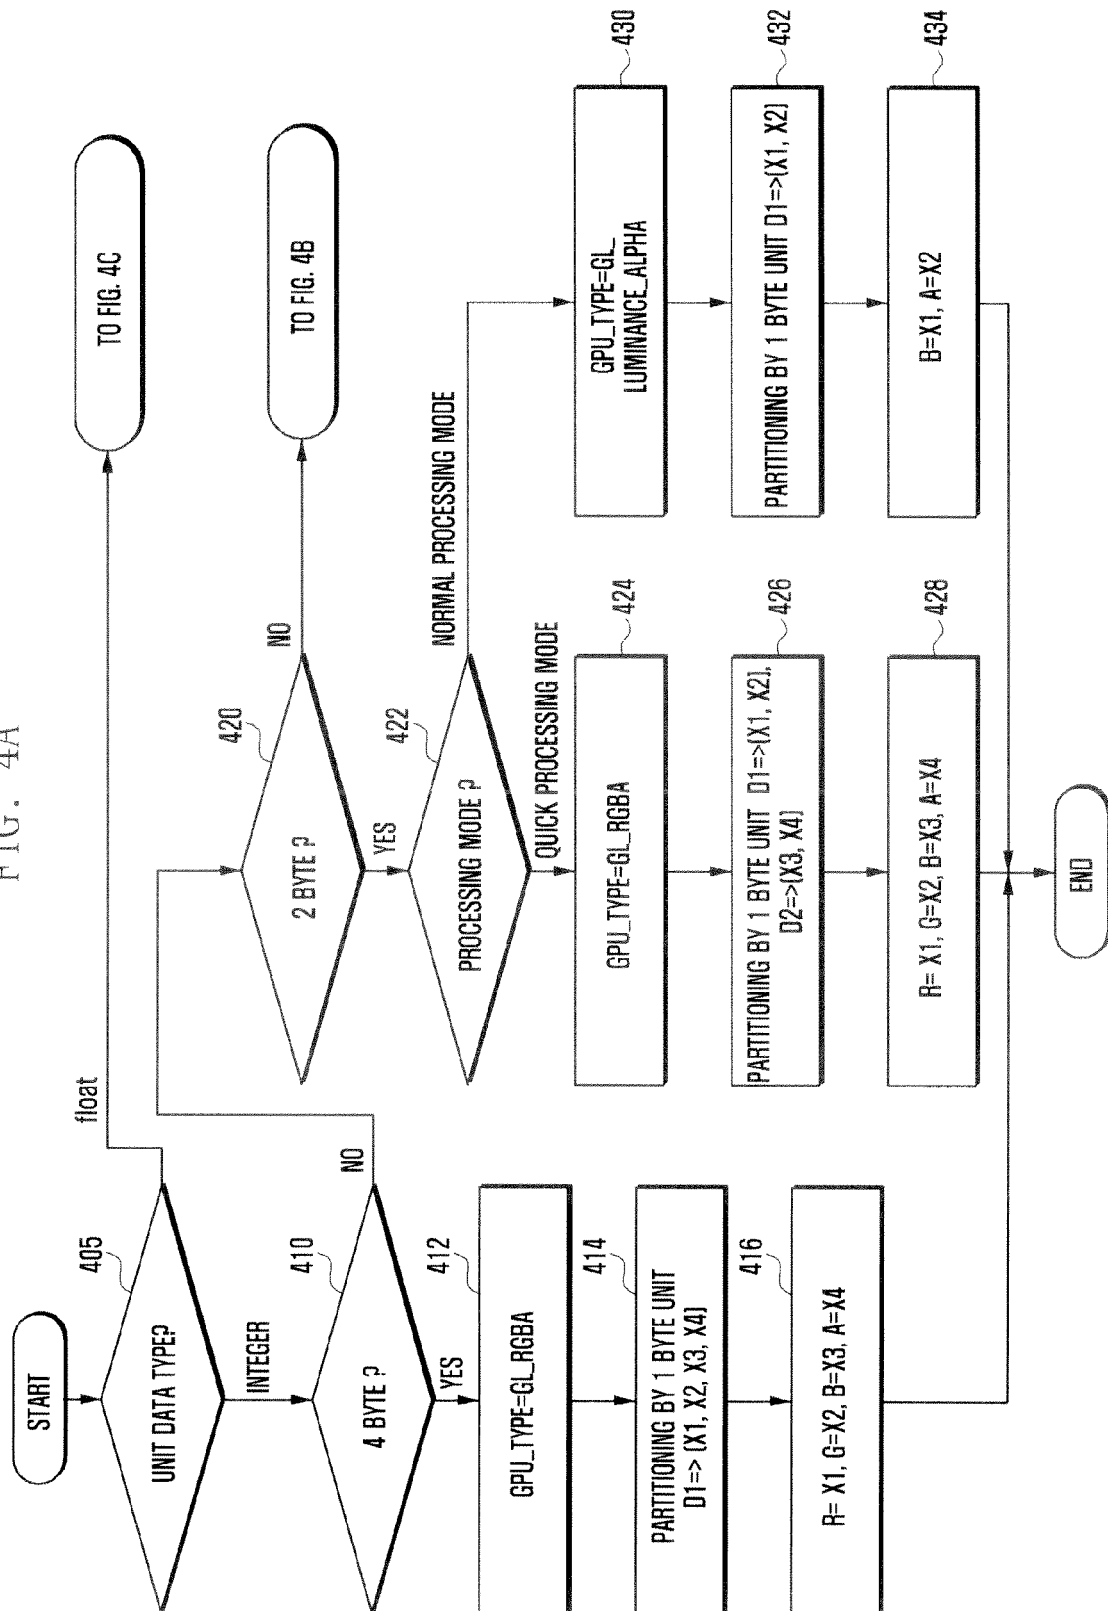 FIG. 4A
START
405
UNIT DATA TYPE?
float
TO FIG. 4C
INTEGER
410
4 BYTE ?
NO
YES
412
GPU_TYPE=GL_RGBA
414
PARTITIONING BY 1 BYTE UNIT
D1=> {X1, X2, X3, X4}
416
R= X1, G=X2, B=X3, A=X4
420
2 BYTE ?
NO
TO FIG. 4B
YES
422
PROCESSING MODE ?
NORMAL PROCESSING MODE
QUICK PROCESSING MODE
424
GPU_TYPE=GL_RGBA
426
PARTITIONING BY 1 BYTE UNIT D1=>{X1, X2},
D2=>{X3, X4}
428
R= X1, G=X2, B=X3, A=X4
430
GPU_TYPE=GL_
LUMINANCE_ALPHA
432
PARTITIONING BY 1 BYTE UNIT D1=>{X1, X2}
434
B=X1, A=X2
END